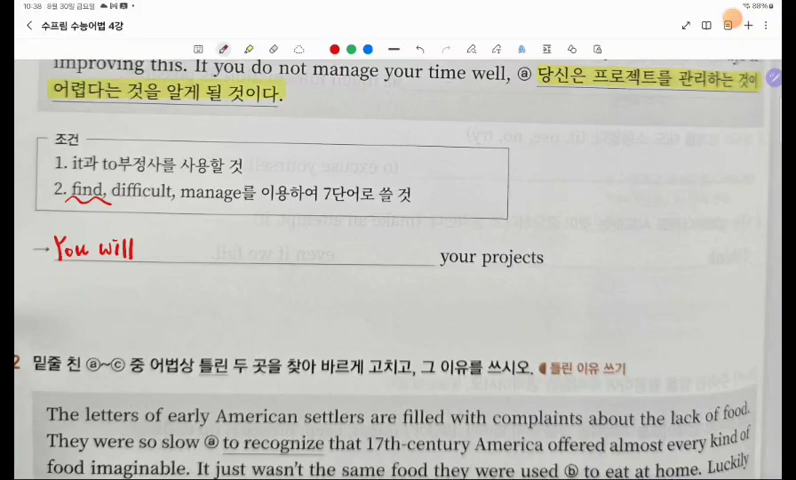 10:38 8월 30일 금요일
88%
수프림 수능어법 4강
improving this. If you do not manage your time well, ⓐ 당신은 프로젝트를 관리하는 것이
어렵다는 것을 알게 될 것이다.
조건
1. it과 to부정사를 사용할 것
2. find, difficult, manage를 이용하여 7단어로 쓸 것
→ You will your projects
2 밑줄 친 ⓐ~ⓒ 중 어법상 틀린 두 곳을 찾아 바르게 고치고, 그 이유를 쓰시오. 틀린 이유 쓰기
The letters of early American settlers are filled with complaints about the lack of food.
They were so slow ⓐ to recognize that 17th-century America offered almost every kind of
food imaginable. It just wasn't the same food they were used ⓑ to eat at home. Luckily